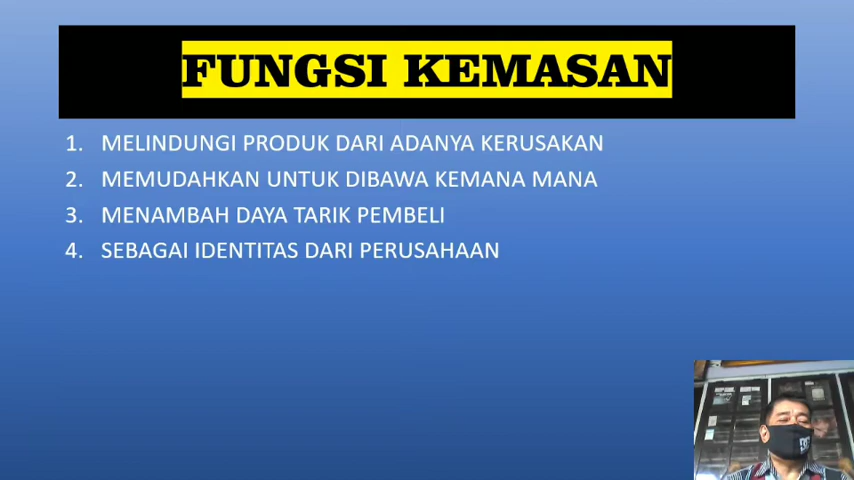 FUNGSI KEMASAN
1. MELINDUNGI PRODUK DARI ADANYA KERUSAKAN
2. MEMUDAHKAN UNTUK DIBAWA KEMANA MANA
3. MENAMBAH DAYA TARIK PEMBELI
4. SEBAGAI IDENTITAS DARI PERUSAHAAN